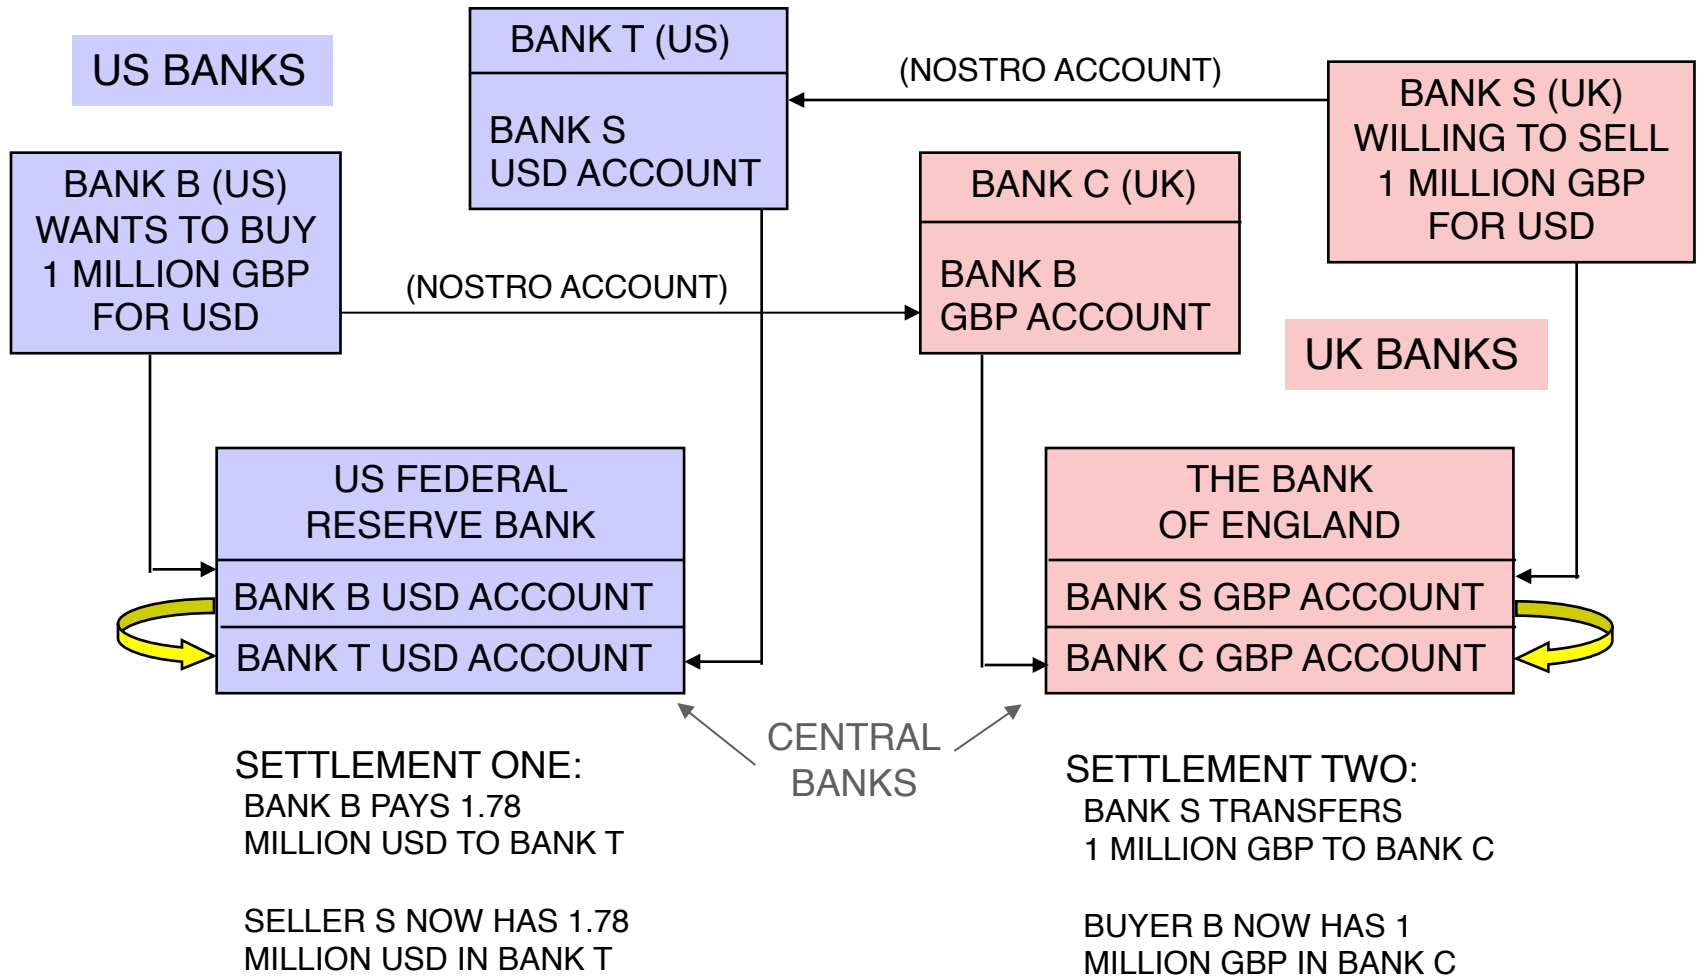 US BANKS
BANK T (US)
BANK S
USD ACCOUNT
(NOSTRO ACCOUNT)
BANK S (UK)
WILLING TO SELL
1 MILLION GBP
FOR USD
BANK B (US)
WANTS TO BUY
1 MILLION GBP
FOR USD
(NOSTRO ACCOUNT)
BANK C (UK)
BANK B
GBP ACCOUNT
UK BANKS
US FEDERAL
RESERVE BANK
BANK B USD ACCOUNT
BANK T USD ACCOUNT
THE BANK
OF ENGLAND
BANK S GBP ACCOUNT
BANK C GBP ACCOUNT
CENTRAL
BANKS
SETTLEMENT ONE:
BANK B PAYS 1.78
MILLION USD TO BANK T
SELLER S NOW HAS 1.78
MILLION USD IN BANK T
SETTLEMENT TWO:
BANK S TRANSFERS
1 MILLION GBP TO BANK C
BUYER B NOW HAS 1
MILLION GBP IN BANK C